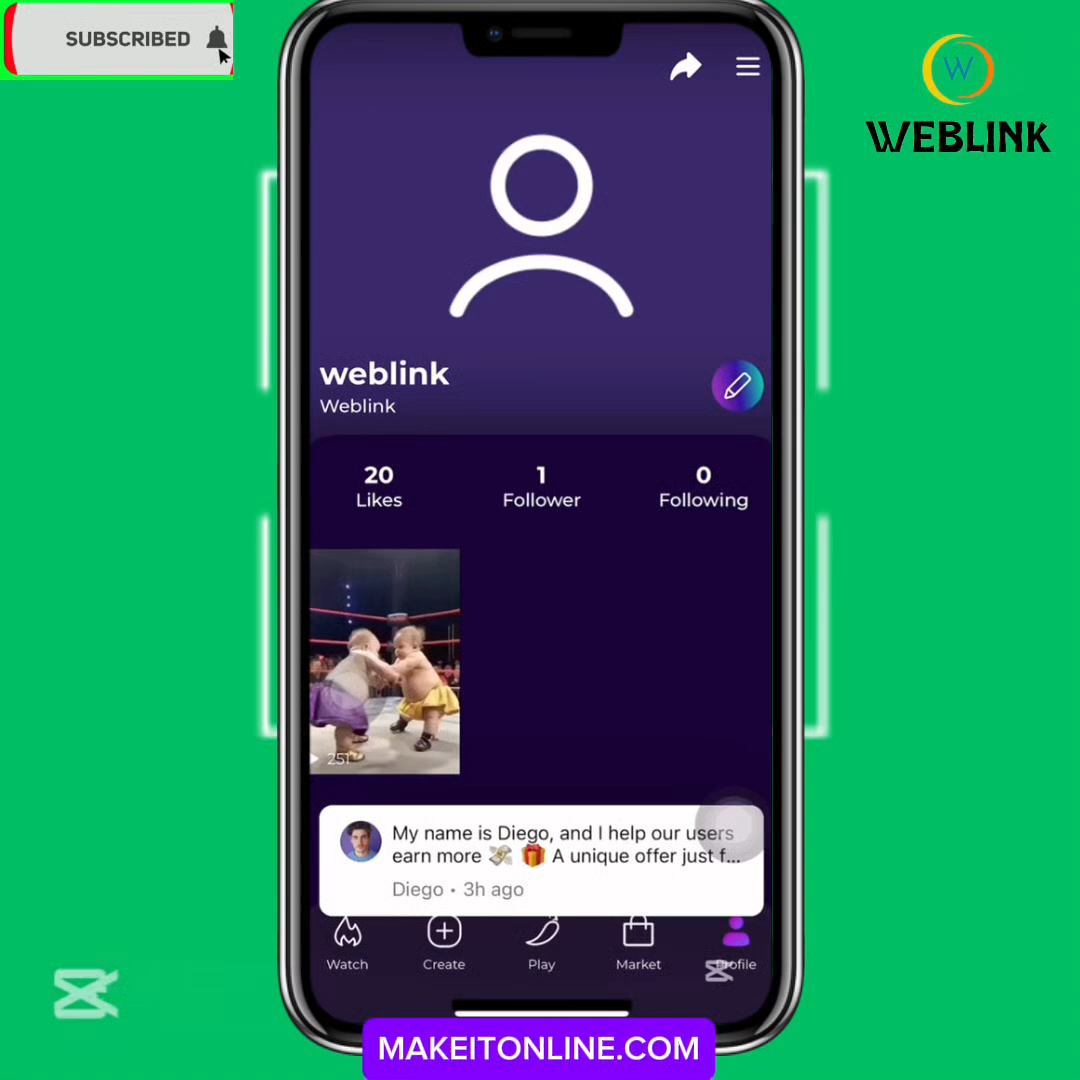 SUBSCRIBED
W
WEBLINK
weblink
Weblink
20
Likes
1
Follower
0
Following
251
My name is Diego, and I help our users
earn more 💸 🎁 A unique offer just f...
Diego • 3h ago
Watch
Create
Play
Market
Profile
MAKEITONLINE.COM